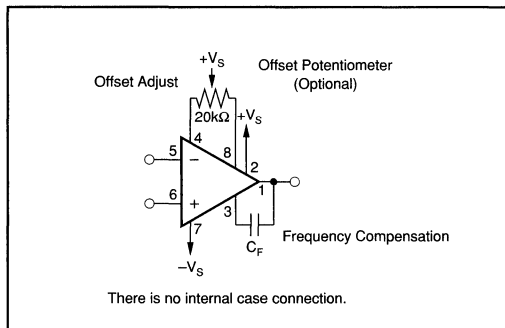 +VS
Offset Adjust
Offset Potentiometer
(Optional)
20kΩ
+VS
4
5
−
8
2
1
6
+
3
7
CF
Frequency Compensation
−VS
There is no internal case connection.